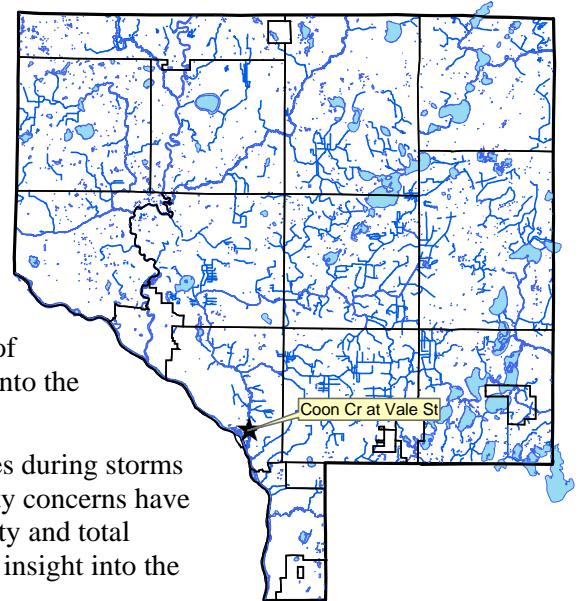 of
nto the
Coon Cr at Vale St
es during storms
ty concerns have
ty and total
insight into the